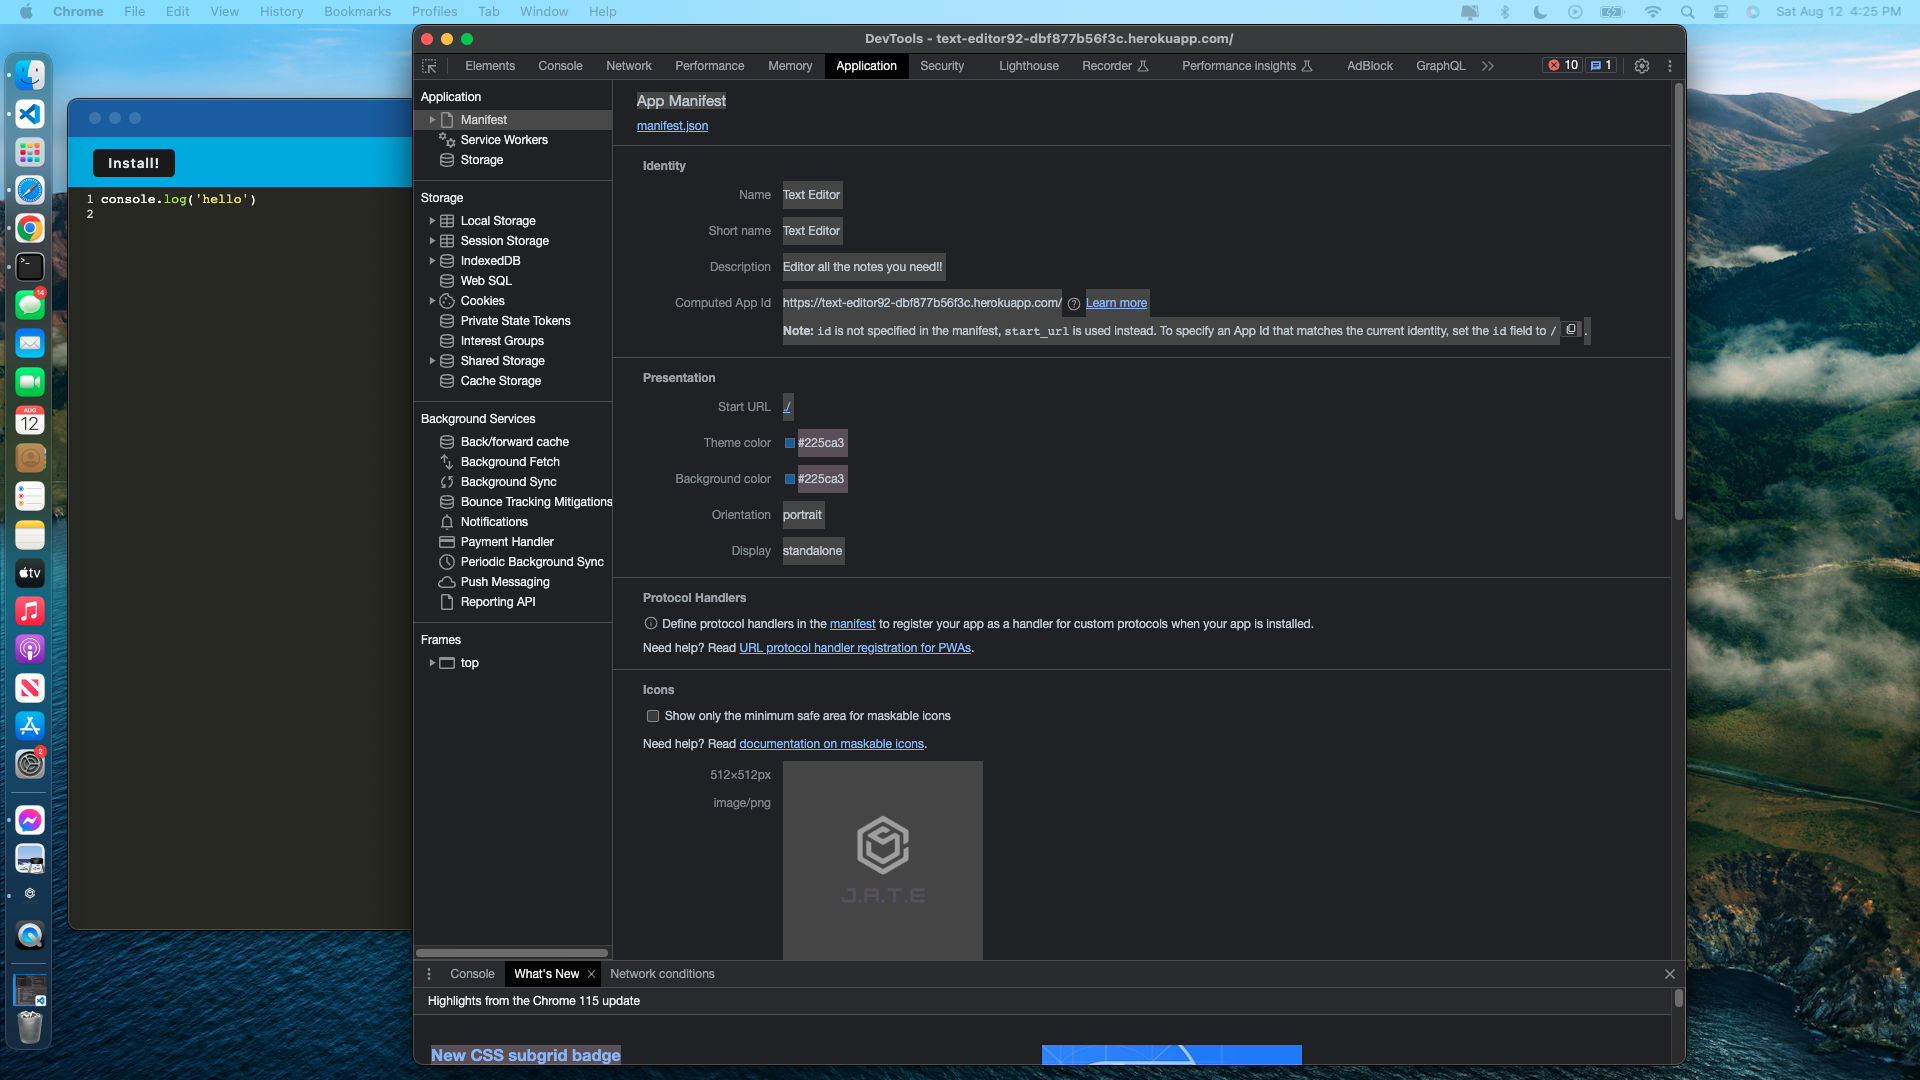 Chrome File Edit View History Bookmarks Profiles Tab Window Help Sat Aug 12 4:25 PM
DevTools - text-editor92-dbf877b56f3c.herokuapp.com/
Elements Console Network Performance Memory Application Security Lighthouse Recorder Performance insights AdBlock GraphQL 10 1
Install!
1 console.log('hello')
2
14
AUG
12
tv
2
Application
Manifest
Service Workers
Storage
Storage
Local Storage
Session Storage
IndexedDB
Web SQL
Cookies
Private State Tokens
Interest Groups
Shared Storage
Cache Storage
Background Services
Back/forward cache
Background Fetch
Background Sync
Bounce Tracking Mitigations
Notifications
Payment Handler
Periodic Background Sync
Push Messaging
Reporting API
Frames
top
App Manifest
manifest.json
Identity
Name Text Editor
Short name Text Editor
Description Editor all the notes you need!!
Computed App Id https://text-editor92-dbf877b56f3c.herokuapp.com/ Learn more
Note: id is not specified in the manifest, start_url is used instead. To specify an App Id that matches the current identity, set the id field to / .
Presentation
Start URL ./
Theme color #225ca3
Background color #225ca3
Orientation portrait
Display standalone
Protocol Handlers
Define protocol handlers in the manifest to register your app as a handler for custom protocols when your app is installed.
Need help? Read URL protocol handler registration for PWAs.
Icons
Show only the minimum safe area for maskable icons
Need help? Read documentation on maskable icons.
512×512px
image/png
J.A.T.E
Console What's New Network conditions
Highlights from the Chrome 115 update
New CSS subgrid badge